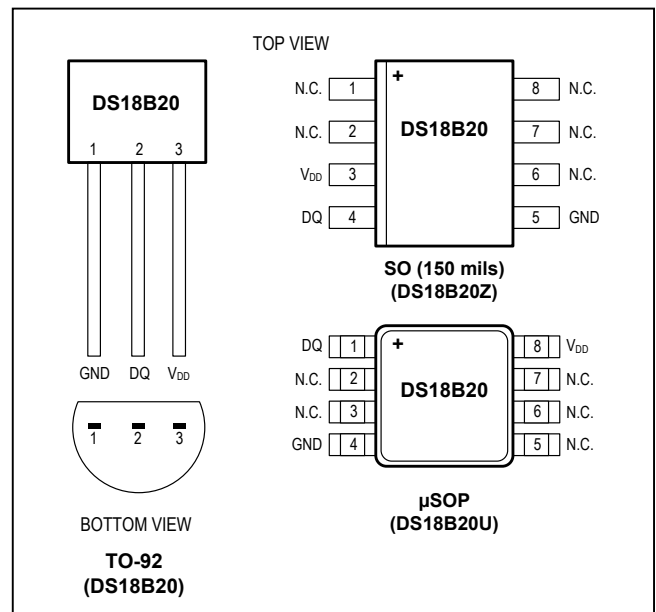 DS18B20
1 2 3
GND DQ VDD
1 2 3
BOTTOM VIEW
TO-92
(DS18B20)
TOP VIEW
N.C. 1 + 8 N.C.
N.C. 2 DS18B20 7 N.C.
VDD 3 6 N.C.
DQ 4 5 GND
SO (150 mils)
(DS18B20Z)
DQ 1 + 8 VDD
N.C. 2 DS18B20 7 N.C.
N.C. 3 6 N.C.
GND 4 5 N.C.
µSOP
(DS18B20U)